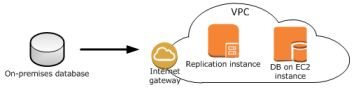 VPC
On-premises database
Internet
gateway
Replication instance
DB on EC2
instance